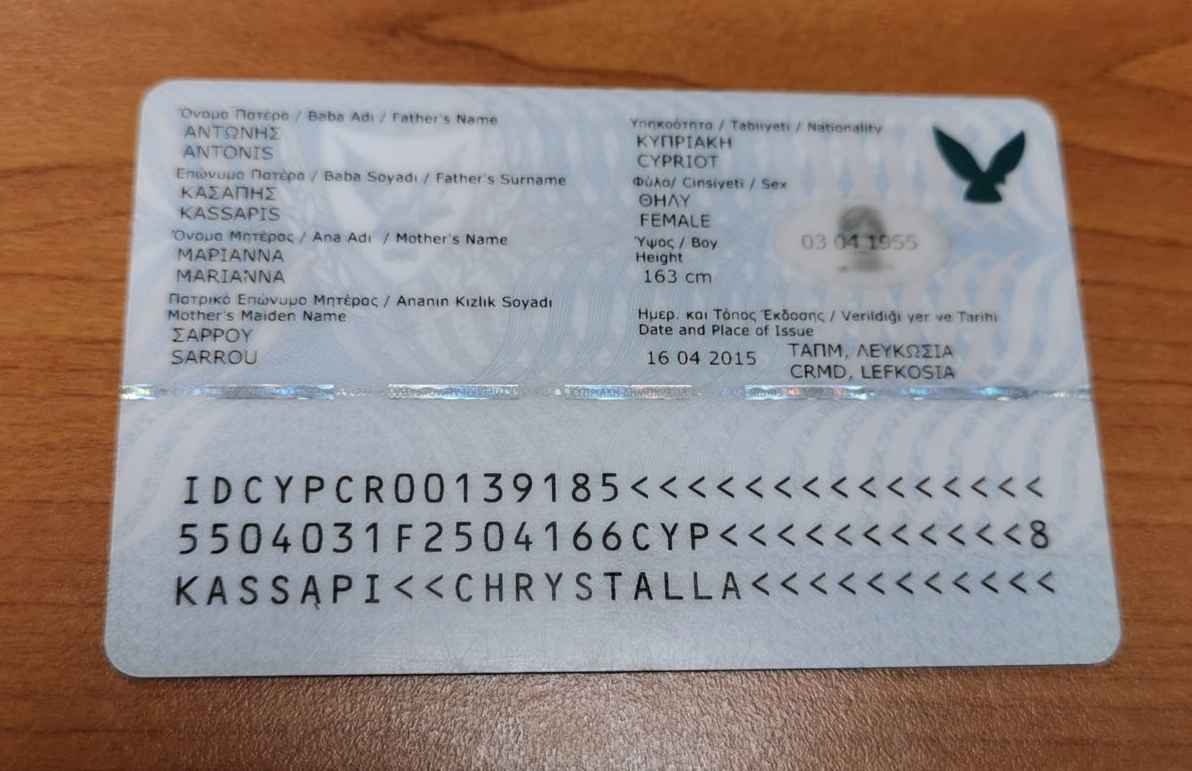 Όνομα Πατέρα / Baba Adı / Father's Name
ΑΝΤΩΝΗΣ
ANTONIS
Επώνυμο Πατέρα / Baba Soyadı / Father's Surname
ΚΑΣΑΠΗΣ
KASSAPIS
Όνομα Μητέρας / Ana Adı / Mother's Name
ΜΑΡΙΑΝΝΑ
MARIANNA
Πατρικό Επώνυμο Μητέρας / Ananın Kızlık Soyadı
Mother's Maiden Name
ΣΑΡΡΟΥ
SARROU
Υπηκοότητα / Tabiiyeti / Nationality
ΚΥΠΡΙΑΚΗ
CYPRIOT
Φύλο/ Cinsiyeti / Sex
ΘΗΛΥ
FEMALE
Ύψος / Boy
Height
163 cm
03 04 1955
Ημερ. και Τόπος Έκδοσης / Verildiği yer ve Tarihi
Date and Place of Issue
16 04 2015
ΤΑΠΜ, ΛΕΥΚΩΣΙΑ
CRMD, LEFKOSIA
IDCYPCR00139185<<<<<<<<<<<<<<<
5504031F2504166CYP<<<<<<<<<<<8
KASSAPI<<CHRYSTALLA<<<<<<<<<<<